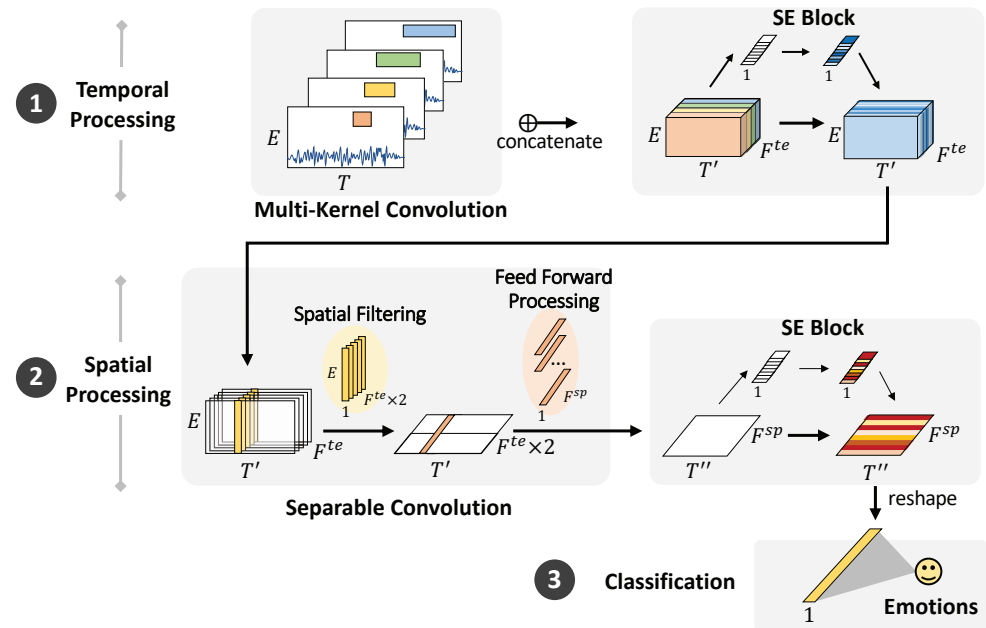 1
Temporal
Processing
E
T
Multi-Kernel Convolution
concatenate
SE Block
1
1
E
T′
F^{te}
E
T′
F^{te}
2
Spatial
Processing
Spatial Filtering
E
1
F^{te}×2
Feed Forward
Processing
...
1
F^{sp}
E
T′
F^{te}
T′
F^{te}×2
Separable Convolution
SE Block
1
1
F^{sp}
T′′
F^{sp}
T′′
reshape
3
Classification
1
Emotions